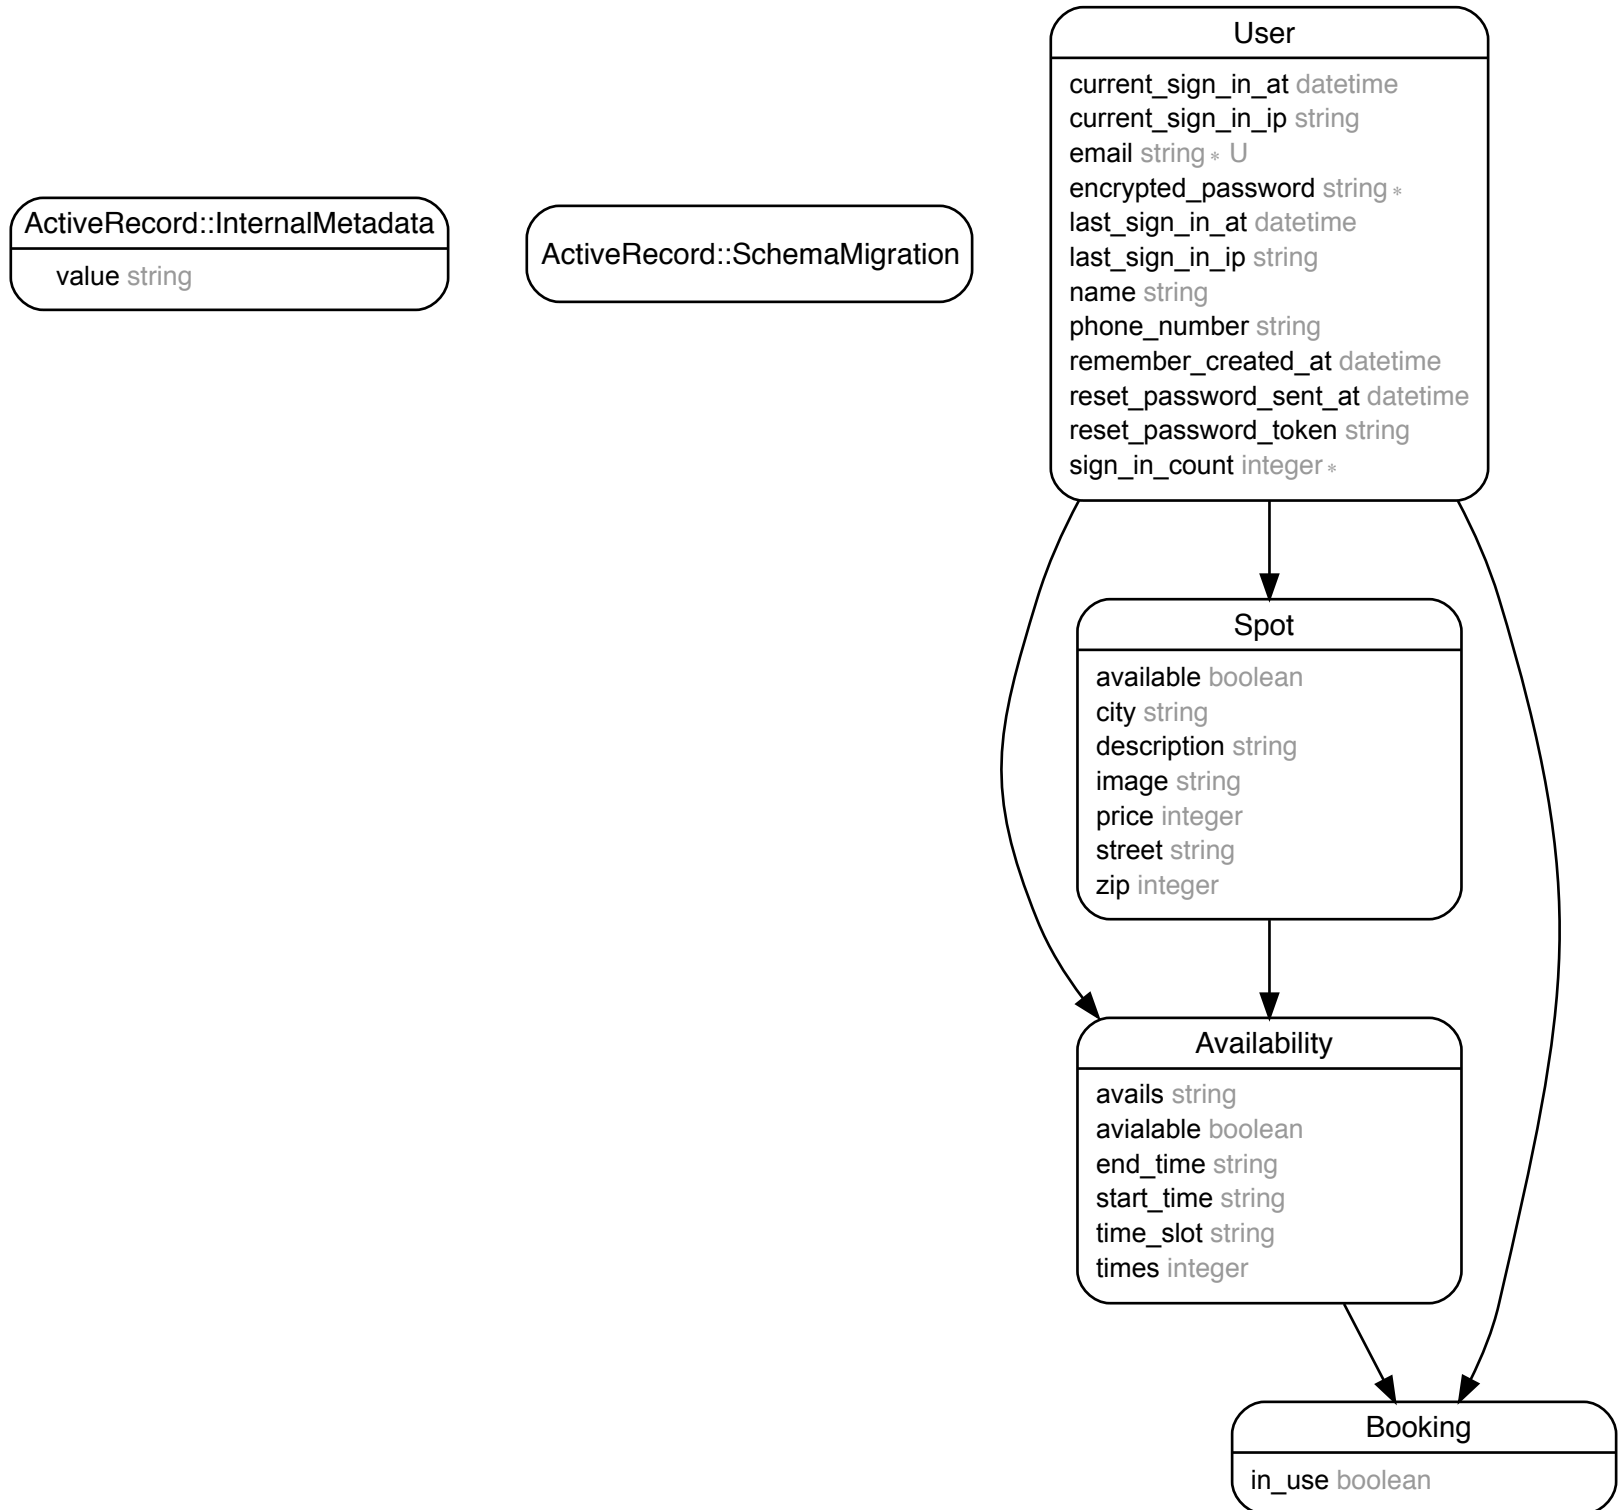 ActiveRecord::InternalMetadata
value string
ActiveRecord::SchemaMigration
User
current_sign_in_at datetime
current_sign_in_ip string
email string * U
encrypted_password string *
last_sign_in_at datetime
last_sign_in_ip string
name string
phone_number string
remember_created_at datetime
reset_password_sent_at datetime
reset_password_token string
sign_in_count integer *
Spot
available boolean
city string
description string
image string
price integer
street string
zip integer
Availability
avails string
avialable boolean
end_time string
start_time string
time_slot string
times integer
Booking
in_use boolean